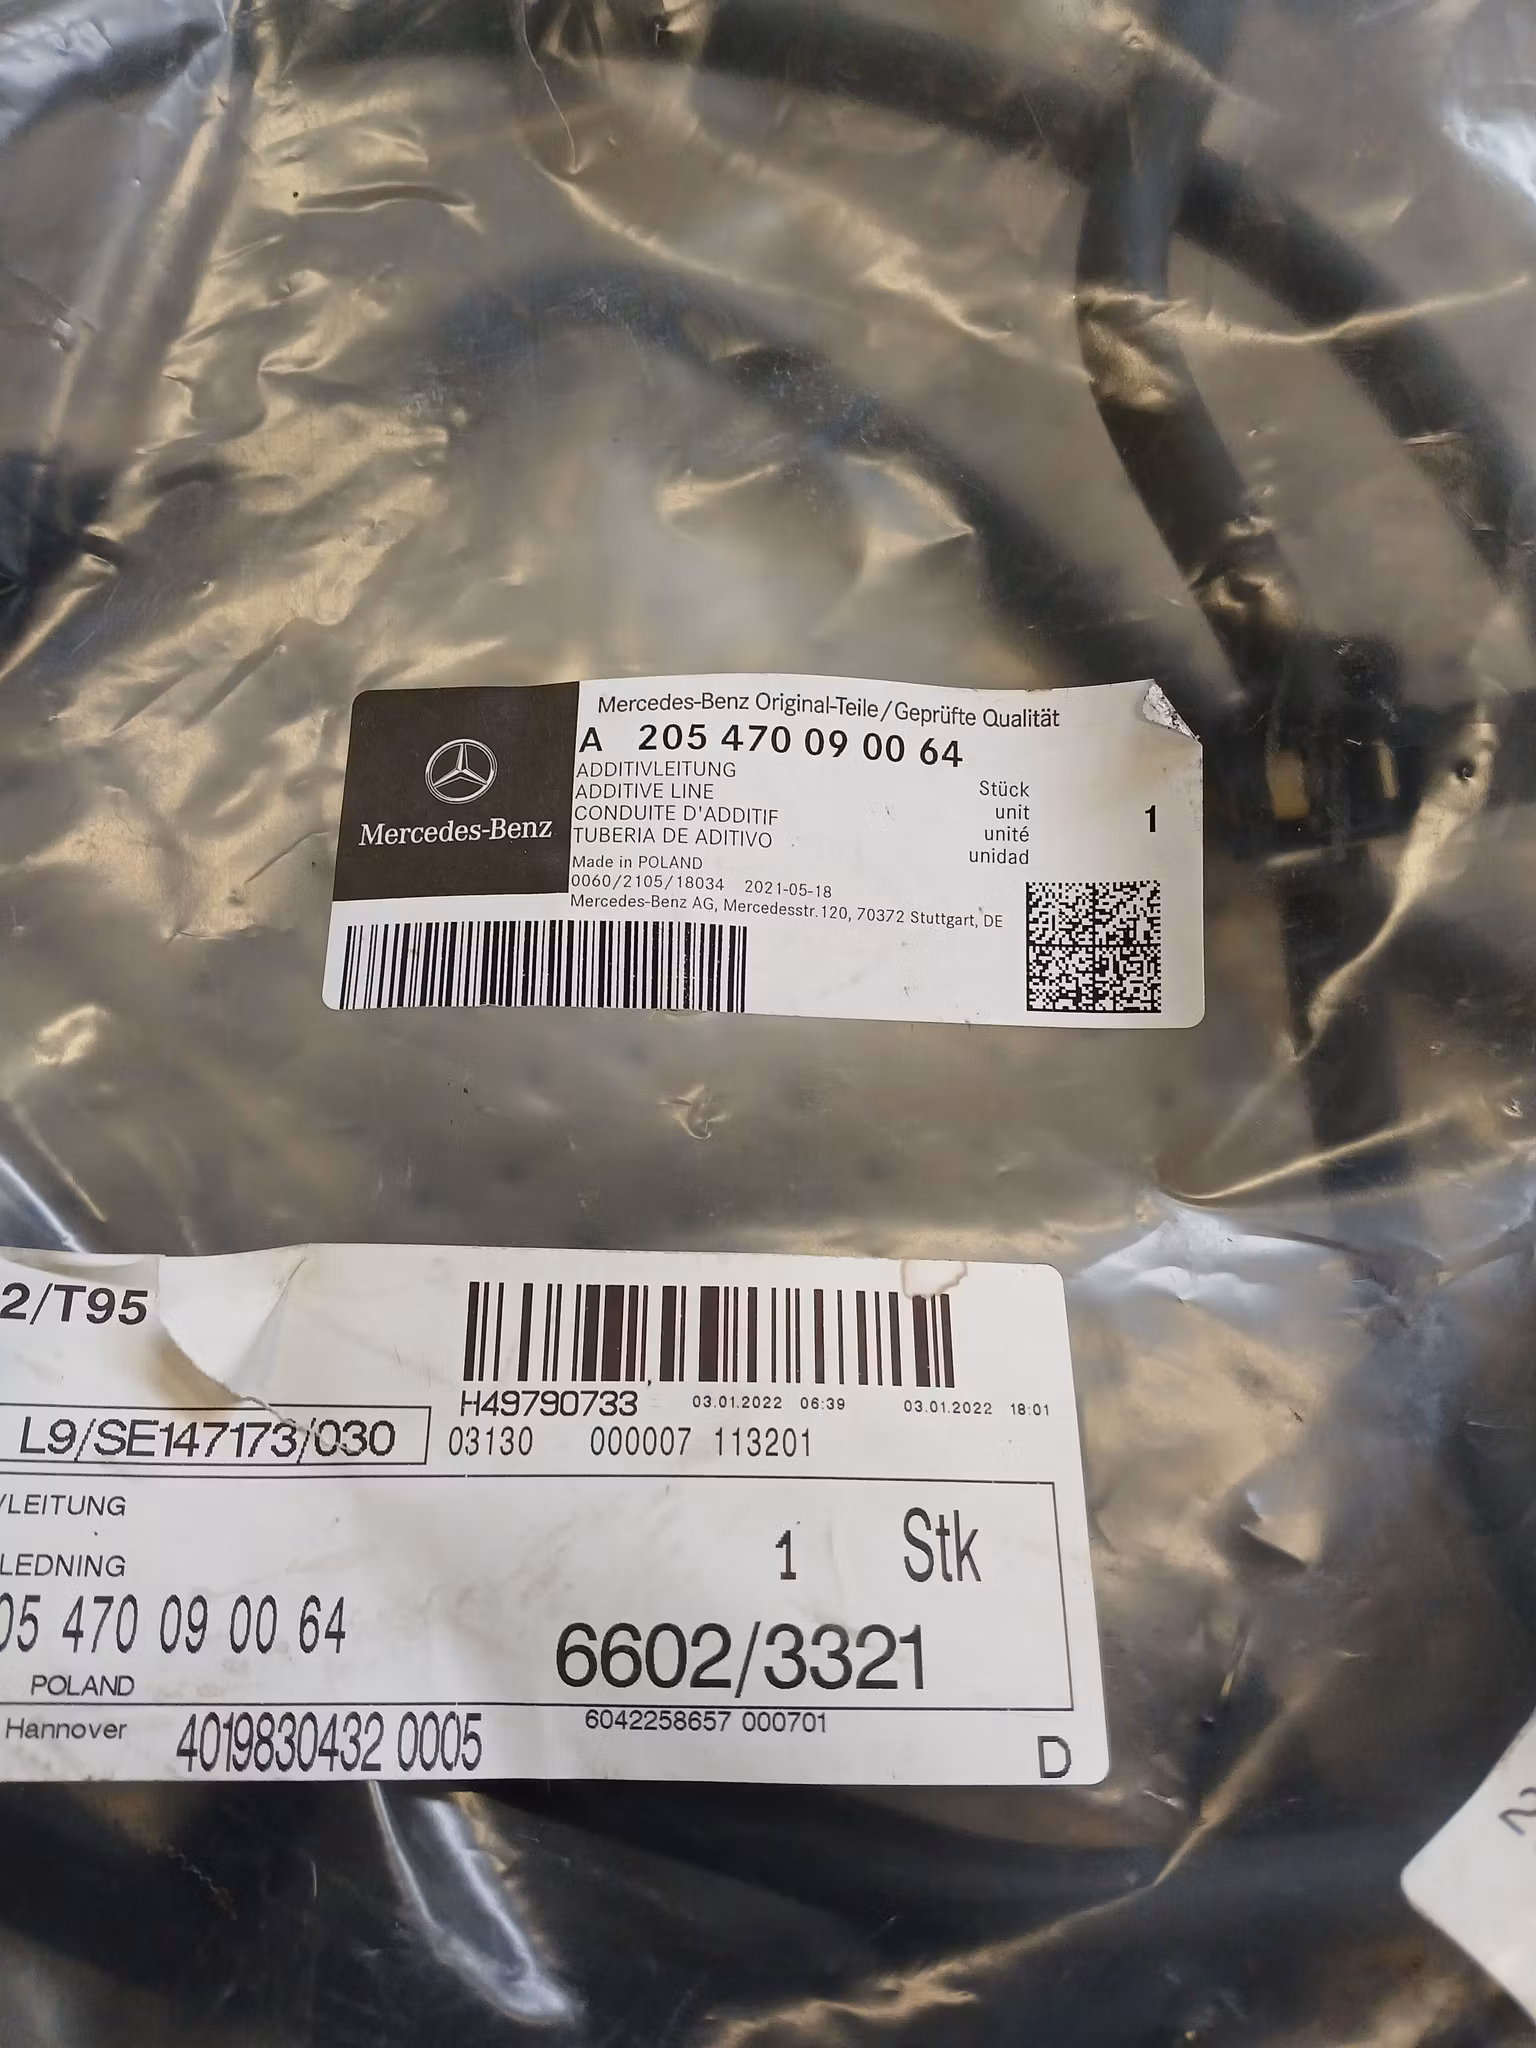 Mercedes-Benz
Mercedes-Benz Original-Teile/Geprüfte Qualität
A 205 470 09 00 64
ADDITIVLEITUNG
ADDITIVE LINE
CONDUITE D'ADDITIF
TUBERIA DE ADITIVO
Stück
unit
unité
unidad
1
Made in POLAND
0060/2105/18034 2021-05-18
Mercedes-Benz AG, Mercedesstr. 120, 70372 Stuttgart, DE
2/T95
H49790733 03.01.2022 06:39 03.01.2022 18:01
L9/SE147173/030 03130 000007 113201
VLEITUNG
1 Stk
LEDNING
05 470 09 00 64
6602/3321
POLAND
Hannover 4019830432 0005 6042258657 000701
D